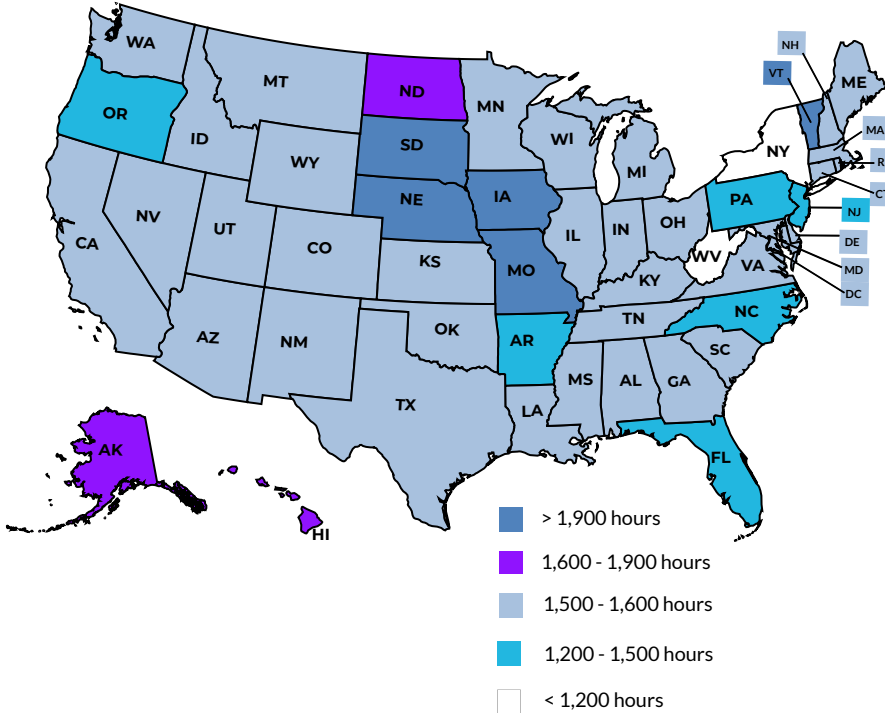 NH
WA
ME
VT
MT
ND
MN
OR
MA
ID
SD
WI
NY
R
WY
MI
CT
NE
IA
PA
NJ
NV
UT
OH
IL
IN
DE
CA
CO
WV
KS
MO
VA
MD
KY
DC
NC
TN
OK
AZ
NM
AR
SC
MS
AL
GA
TX
LA
AK
FL
HI
> 1,900 hours
1,600 - 1,900 hours
1,500 - 1,600 hours
1,200 - 1,500 hours
< 1,200 hours